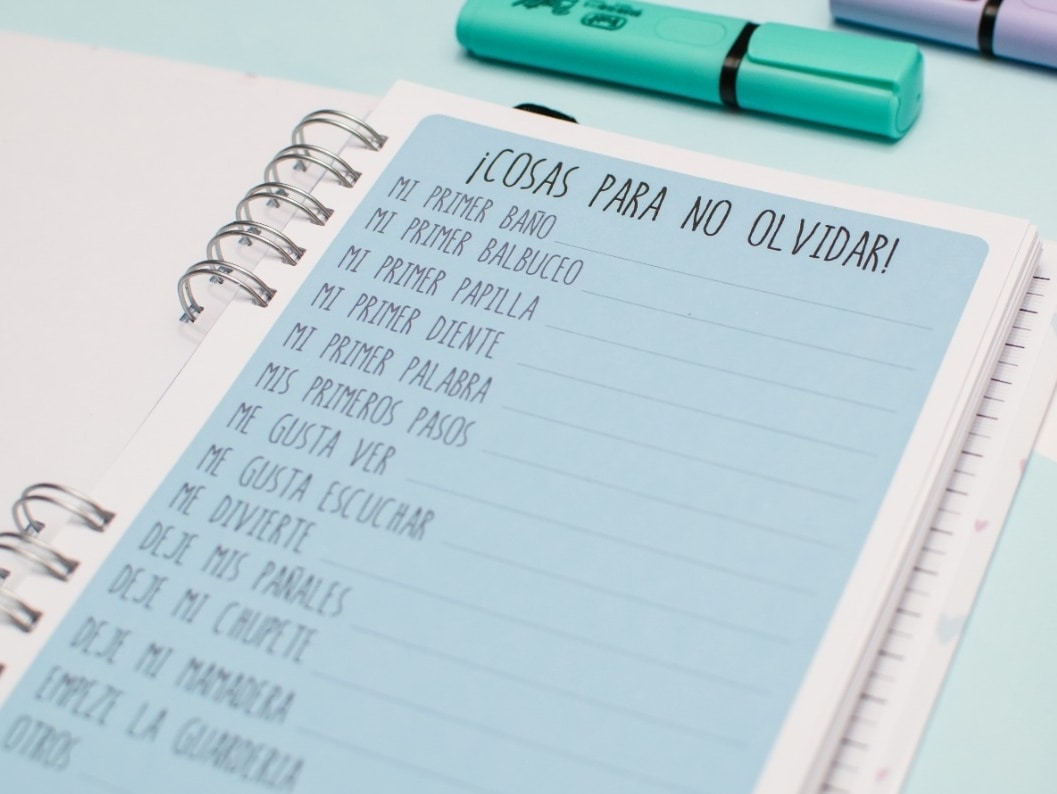 ¡COSAS PARA NO OLVIDAR!
MI PRIMER BAÑO
MI PRIMER BALBUCEO
MI PRIMER PAPILLA
MI PRIMER DIENTE
MI PRIMER PALABRA
MIS PRIMEROS PASOS
ME GUSTA VER
ME GUSTA ESCUCHAR
ME DIVIERTE
DEJE MIS PAÑALES
DEJE MI CHUPETE
DEJE MI MAMADERA
EMPEZE LA GUARDERIA
OTROS